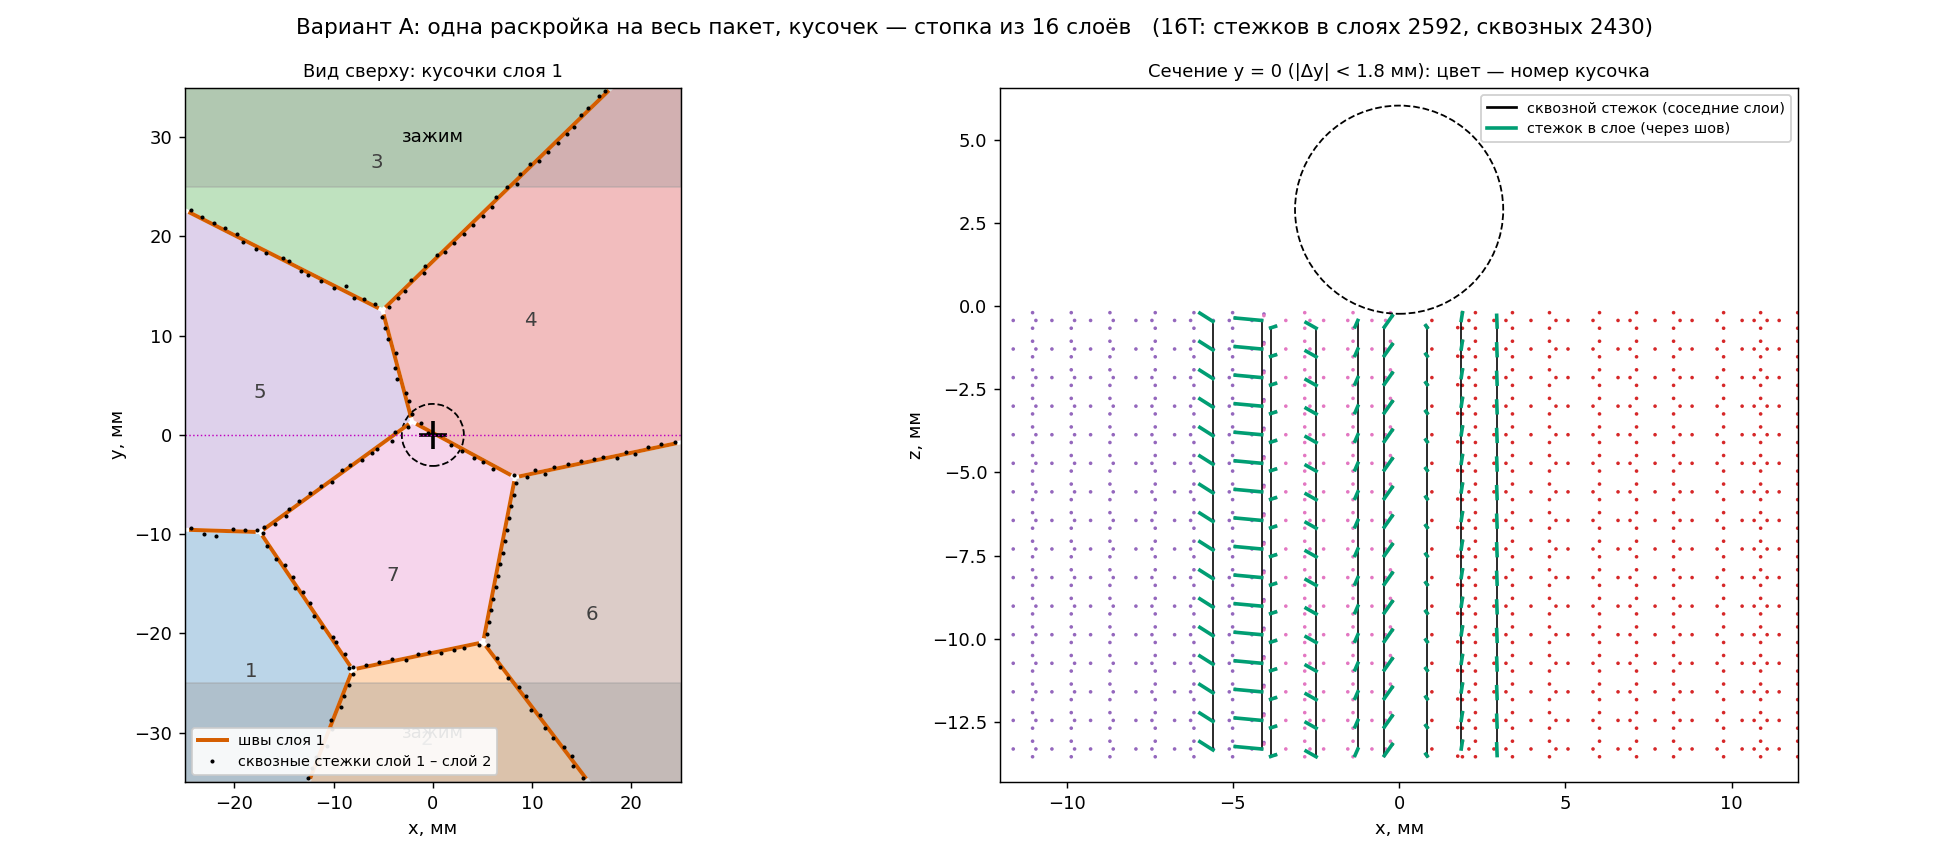 Вариант A: одна раскройка на весь пакет, кусочек — стопка из 16 слоёв (16T: стежков в слоях 2592, сквозных 2430)
Вид сверху: кусочки слоя 1
зажим
3
4
5
7
6
1
зажим
2
швы слоя 1
сквозные стежки слой 1 – слой 2
30
20
10
0
−10
−20
−30
−20
−10
0
10
20
x, мм
y, мм
Сечение y = 0 (|Δy| < 1.8 мм): цвет — номер кусочка
сквозной стежок (соседние слои)
стежок в слое (через шов)
5.0
2.5
0.0
−2.5
−5.0
−7.5
−10.0
−12.5
−10
−5
0
5
10
x, мм
z, мм